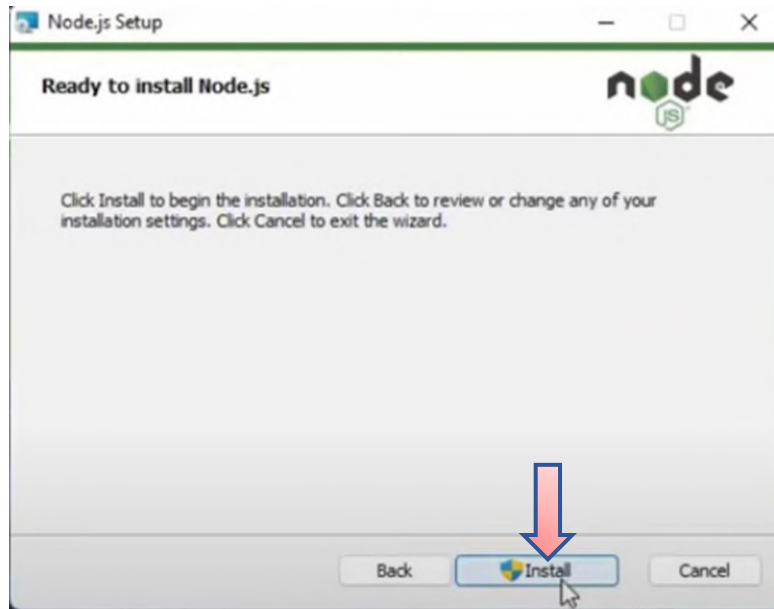 Node.js Setup
Ready to install Node.js
node
JS
Click Install to begin the installation. Click Back to review or change any of your
installation settings. Click Cancel to exit the wizard.
Back
Install
Cancel